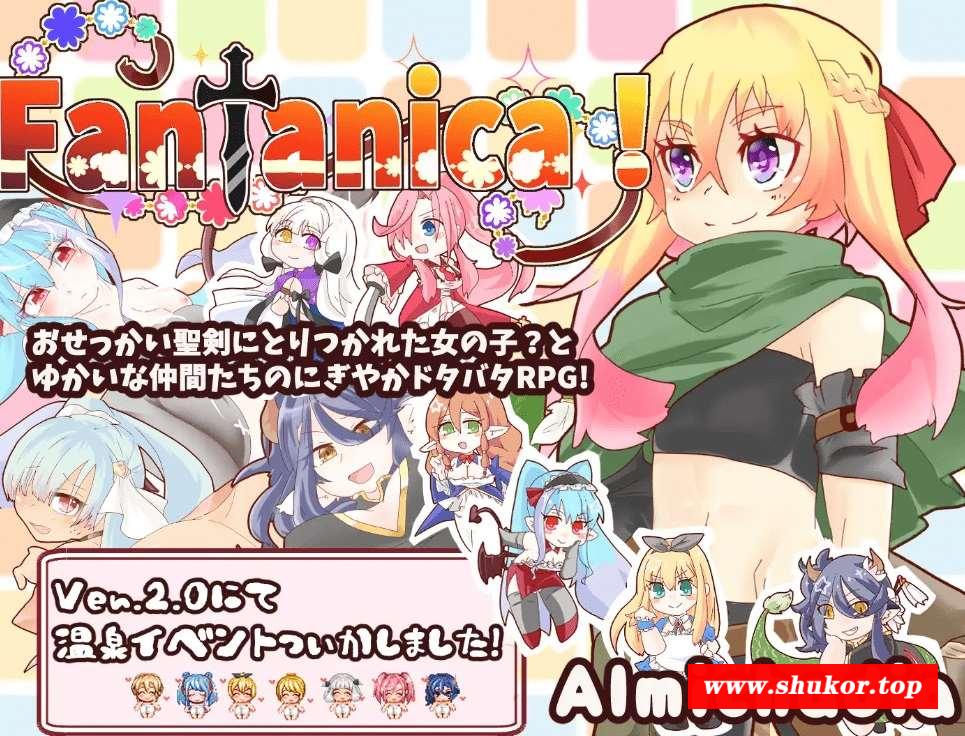 Fantanica!
おせっかい聖剣にとりつかれた女の子？と
ゆかいな仲間たちのにぎやかドタバタRPG!
Ver.2.0にて
温泉イベントついかしました!
www.shukor.top